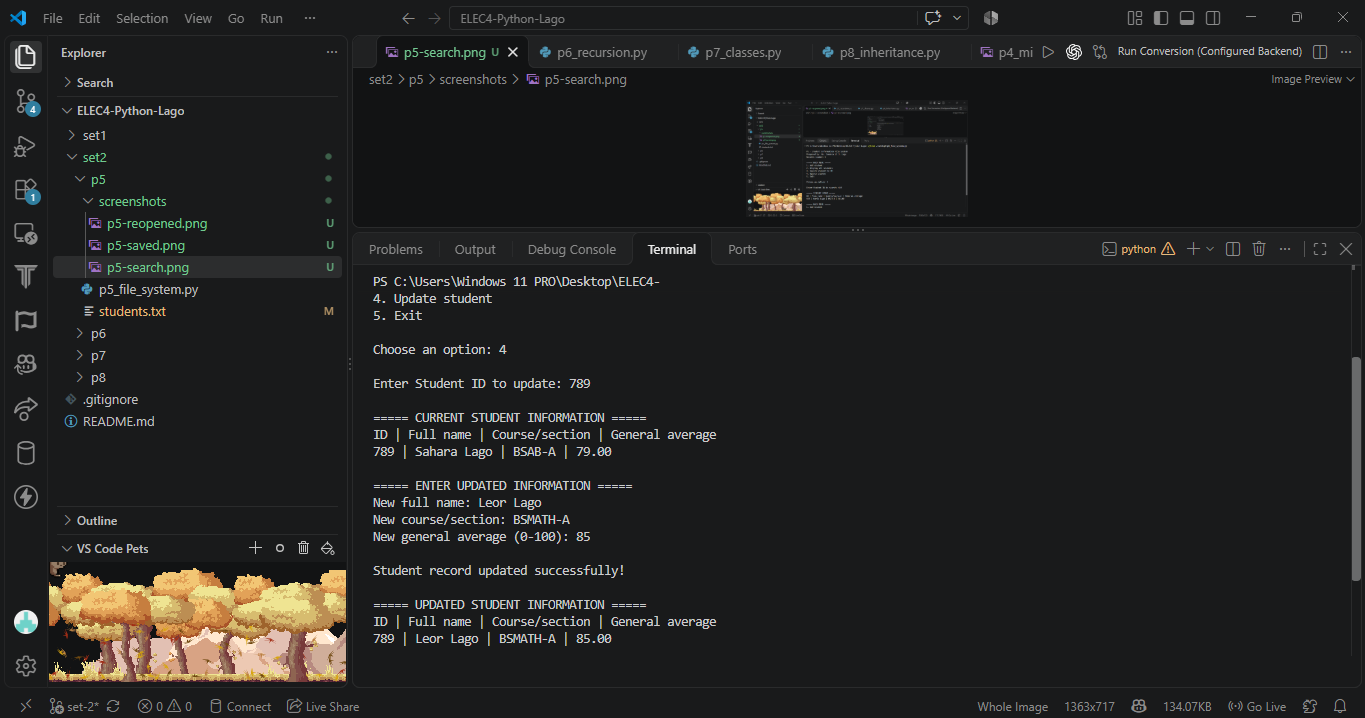 File Edit Selection View Go Run ···
ELEC4-Python-Lago
Explorer ···
Search
ELEC4-Python-Lago
set1
set2
p5
screenshots
p5-reopened.png U
p5-saved.png U
p5-search.png U
p5_file_system.py
students.txt M
p6
p7
p8
.gitignore
README.md
Outline
VS Code Pets
4
1
p5-search.png U
p6_recursion.py
p7_classes.py
p8_inheritance.py
p4_mi
Run Conversion (Configured Backend)
set2 > p5 > screenshots > p5-search.png
Image Preview
Problems Output Debug Console Terminal Ports
python
PS C:\Users\Windows 11 PRO\Desktop\ELEC4-
4. Update student
5. Exit
Choose an option: 4
Enter Student ID to update: 789
===== CURRENT STUDENT INFORMATION =====
ID | Full name | Course/section | General average
789 | Sahara Lago | BSAB-A | 79.00
===== ENTER UPDATED INFORMATION =====
New full name: Leor Lago
New course/section: BSMATH-A
New general average (0-100): 85
Student record updated successfully!
===== UPDATED STUDENT INFORMATION =====
ID | Full name | Course/section | General average
789 | Leor Lago | BSMATH-A | 85.00
set-2* 0 0 Connect Live Share Whole Image 1363x717 134.07KB Go Live